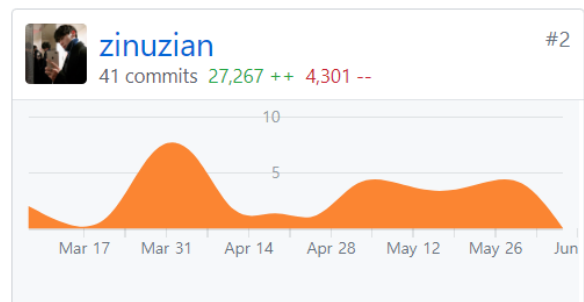 zinuzian
#2
41 commits 27,267 ++ 4,301 --
10
5
Mar 17 Mar 31 Apr 14 Apr 28 May 12 May 26 Jun